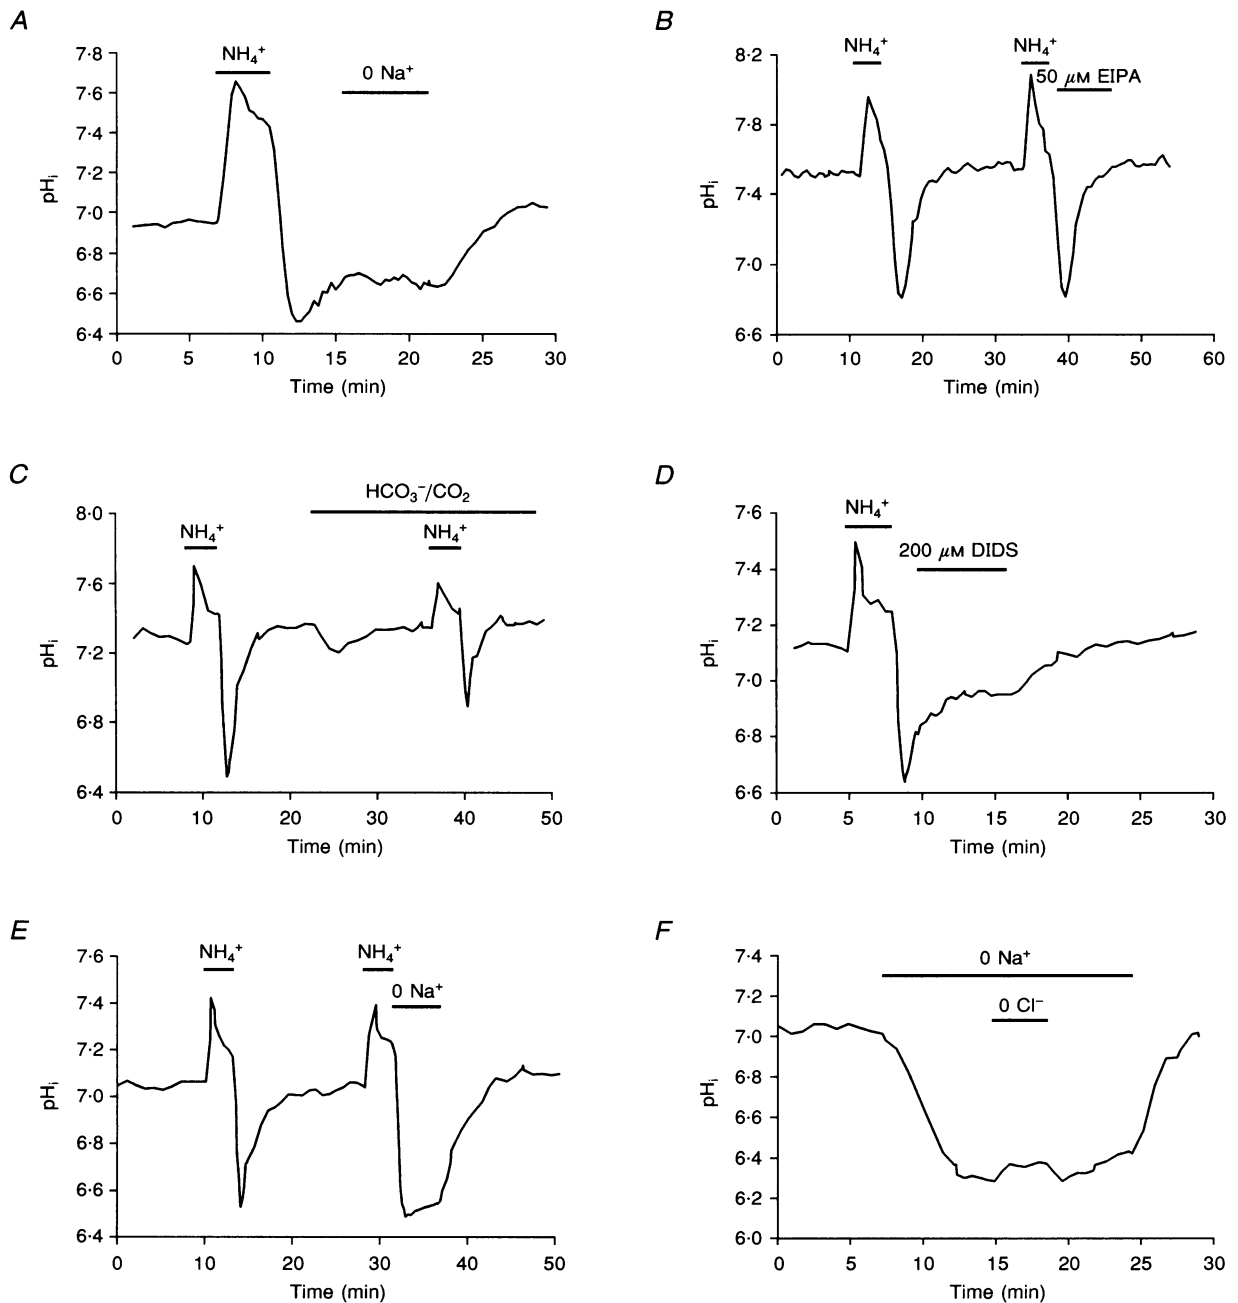 A
NH₄⁺
0 Na⁺
7·8
7·6
7·4
7·2
7·0
6·8
6·6
6·4
pHᵢ
0 5 10 15 20 25 30
Time (min)
B
NH₄⁺ NH₄⁺
50 μM EIPA
8·2
7·8
7·4
7·0
6·6
pHᵢ
0 10 20 30 40 50 60
Time (min)
C
HCO₃⁻/CO₂
NH₄⁺ NH₄⁺
8·0
7·6
7·2
6·8
6·4
pHᵢ
0 10 20 30 40 50
Time (min)
D
NH₄⁺
200 μM DIDS
7·6
7·4
7·2
7·0
6·8
6·6
pHᵢ
0 5 10 15 20 25 30
Time (min)
E
NH₄⁺ NH₄⁺
0 Na⁺
7·6
7·4
7·2
7·0
6·8
6·6
6·4
pHᵢ
0 10 20 30 40 50
Time (min)
F
0 Na⁺
0 Cl⁻
7·4
7·2
7·0
6·8
6·6
6·4
6·2
6·0
pHᵢ
0 5 10 15 20 25 30
Time (min)